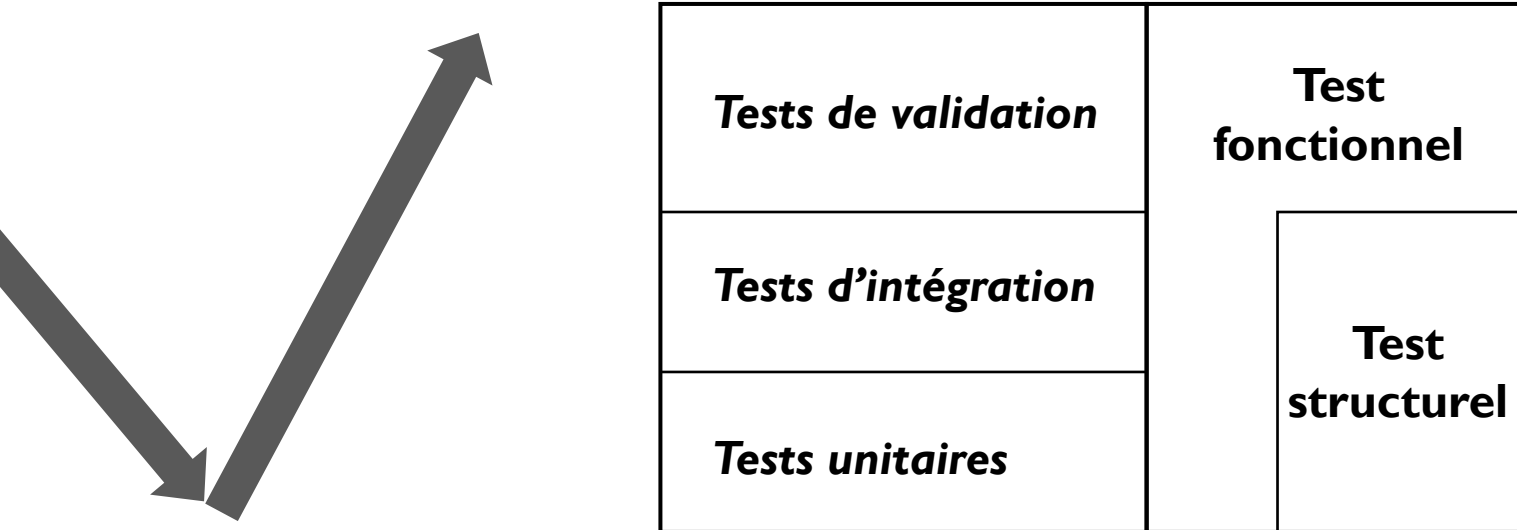 Tests de validation
Test
fonctionnel
Tests d’intégration
Test
structurel
Tests unitaires